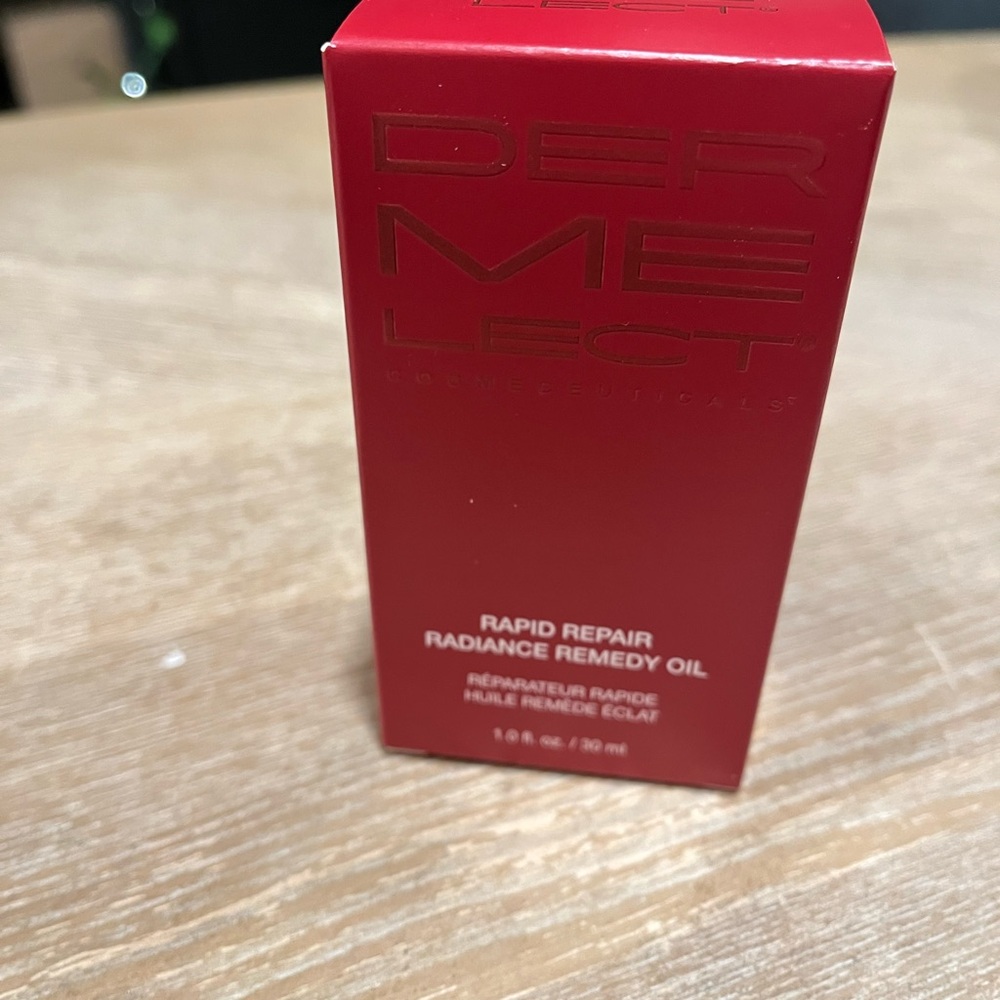 LECT®
DER
ME
LECT®
COSMECEUTICALS
RAPID REPAIR
RADIANCE REMEDY OIL
RÉPARATEUR RAPIDE
HUILE REMÈDE ÉCLAT
1.0 fl. oz. / 30 ml